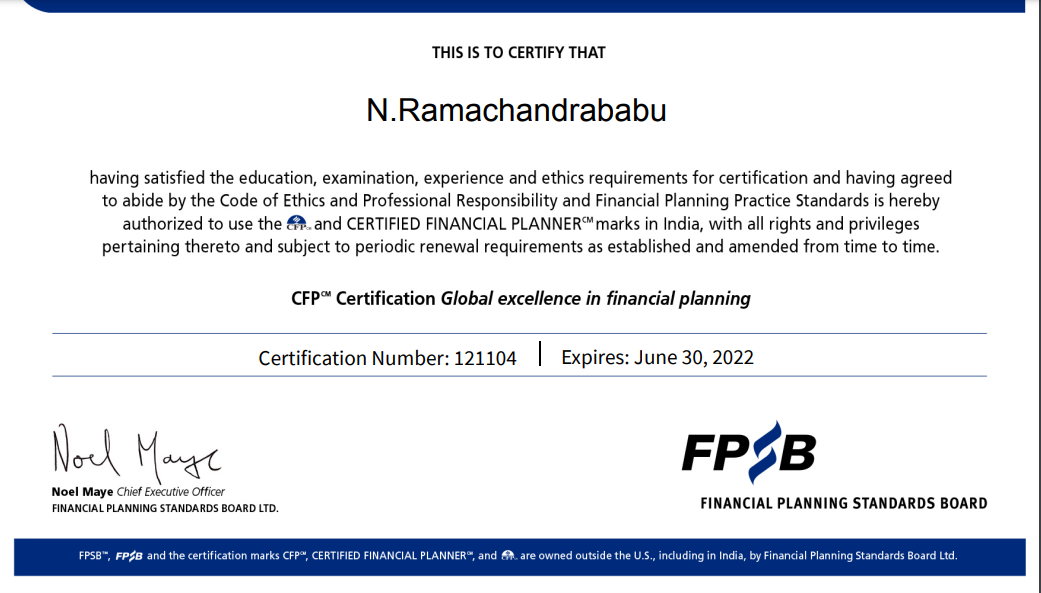 THIS IS TO CERTIFY THAT
N.Ramachandrababu
having satisfied the education, examination, experience and ethics requirements for certification and having agreed
to abide by the Code of Ethics and Professional Responsibility and Financial Planning Practice Standards is hereby
authorized to use the CFP℠ and CERTIFIED FINANCIAL PLANNER℠ marks in India, with all rights and privileges
pertaining thereto and subject to periodic renewal requirements as established and amended from time to time.
CFP℠ Certification Global excellence in financial planning
Certification Number: 121104 | Expires: June 30, 2022
Noel Maye
Noel Maye Chief Executive Officer
FINANCIAL PLANNING STANDARDS BOARD LTD.
FPSB
FINANCIAL PLANNING STANDARDS BOARD
FPSB™, FPSB and the certification marks CFP℠, CERTIFIED FINANCIAL PLANNER℠, and CFP℠ are owned outside the U.S., including in India, by Financial Planning Standards Board Ltd.